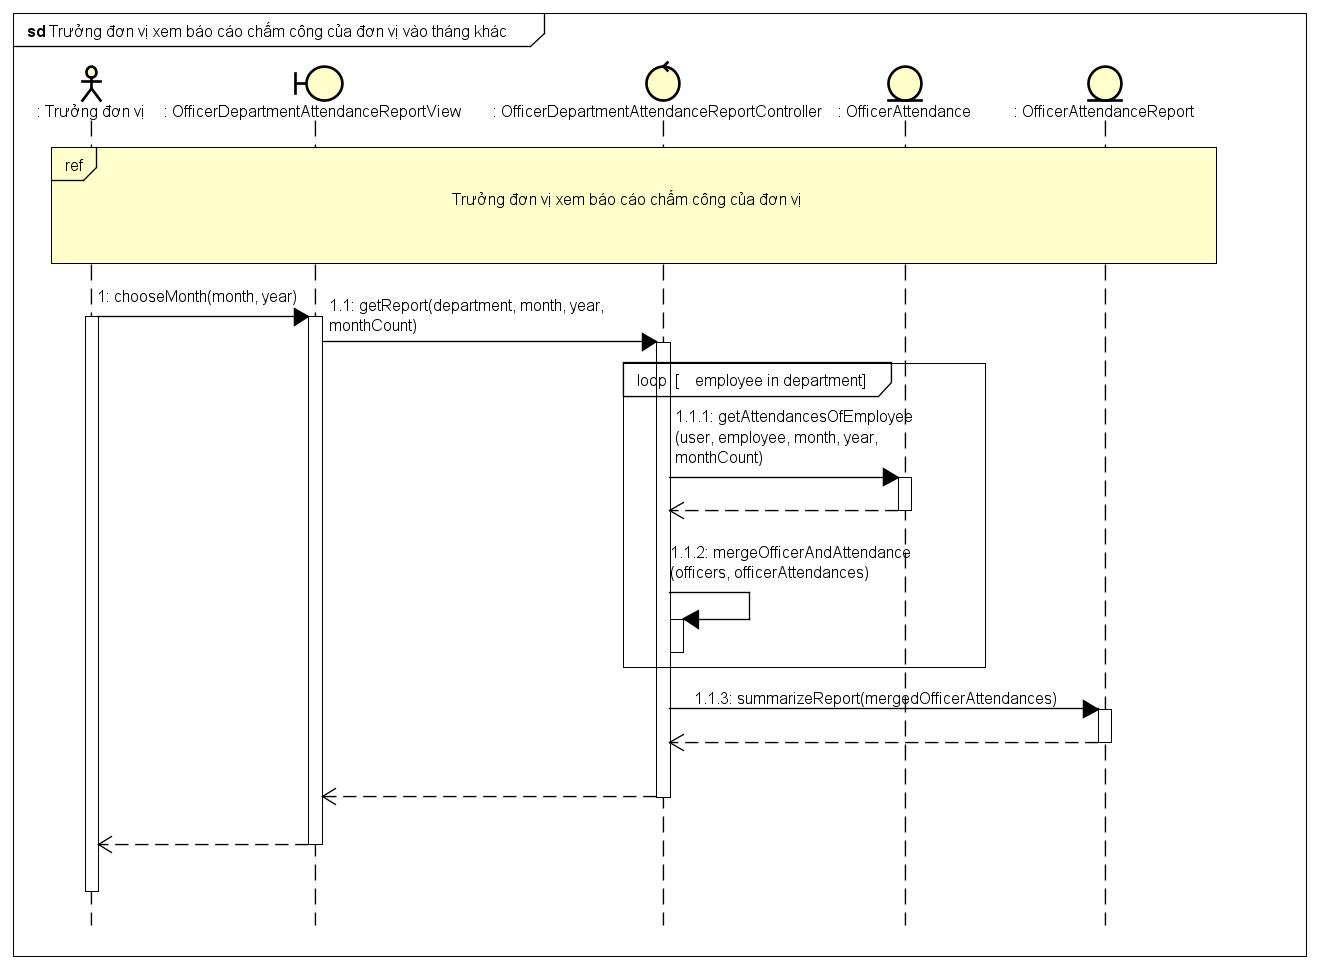 sd Trưởng đơn vị xem báo cáo chấm công của đơn vị vào tháng khác
: Trưởng đơn vị
: OfficerDepartmentAttendanceReportView
: OfficerDepartmentAttendanceReportController
: OfficerAttendance
: OfficerAttendanceReport
ref
Trưởng đơn vị xem báo cáo chấm công của đơn vị
1: chooseMonth(month, year)
1.1: getReport(department, month, year,
monthCount)
loop [ employee in department]
1.1.1: getAttendancesOfEmployee
(user, employee, month, year,
monthCount)
1.1.2: mergeOfficerAndAttendance
(officers, officerAttendances)
1.1.3: summarizeReport(mergedOfficerAttendances)